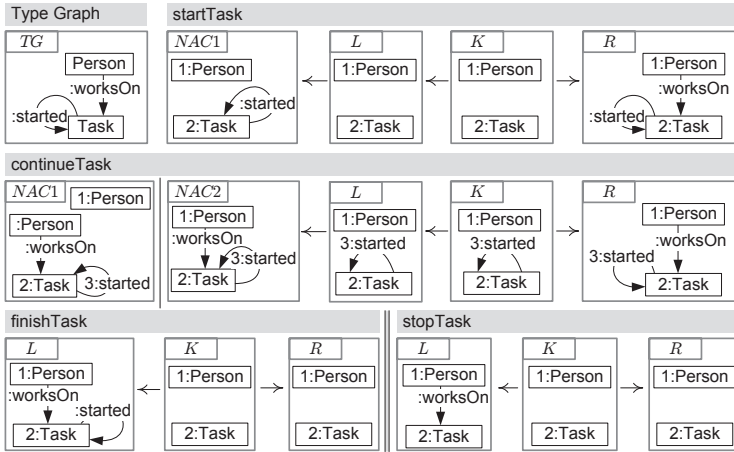 Type Graph
startTask
TG
Person
:worksOn
:started
Task
NAC1
1:Person
:started
2:Task
L
1:Person
2:Task
K
1:Person
2:Task
R
1:Person
:worksOn
:started
2:Task
continueTask
NAC1
1:Person
:Person
:worksOn
3:started
2:Task
NAC2
1:Person
:worksOn
3:started
2:Task
L
1:Person
3:started
2:Task
K
1:Person
3:started
2:Task
R
1:Person
:worksOn
3:started
2:Task
finishTask
L
1:Person
:worksOn
:started
2:Task
K
1:Person
2:Task
R
1:Person
2:Task
stopTask
L
1:Person
:worksOn
2:Task
K
1:Person
2:Task
R
1:Person
2:Task